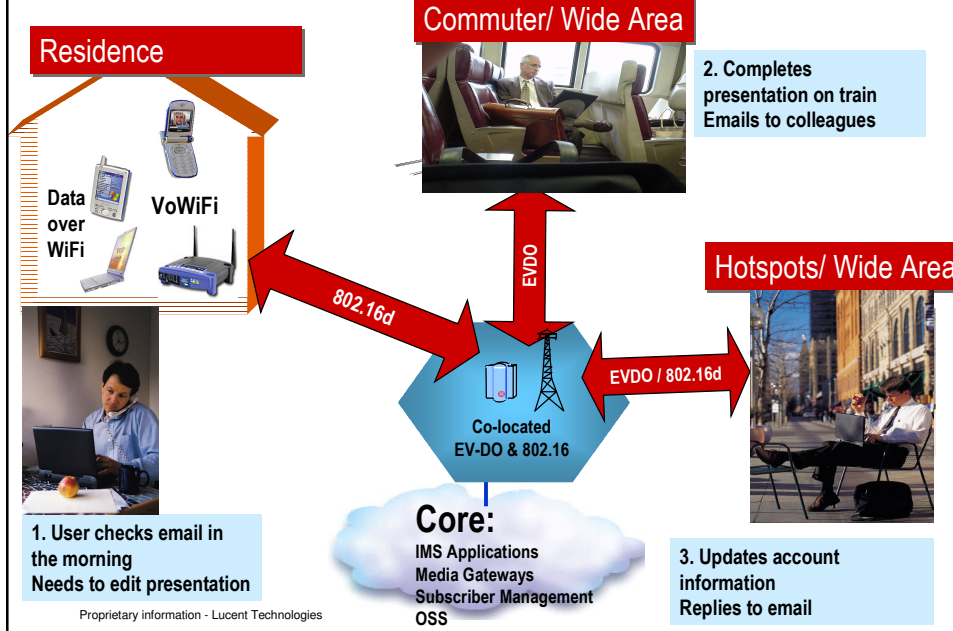 Commuter/ Wide Area
Residence
2. Completes
presentation on train
Emails to colleagues
Data
over
WiFi
VoWiFi
EVDO
802.16d
Hotspots/ Wide Area
EVDO / 802.16d
Co-located
EV-DO & 802.16
1. User checks email in
the morning
Needs to edit presentation
Core:
IMS Applications
Media Gateways
Subscriber Management
OSS
3. Updates account
information
Replies to email
Proprietary information - Lucent Technologies